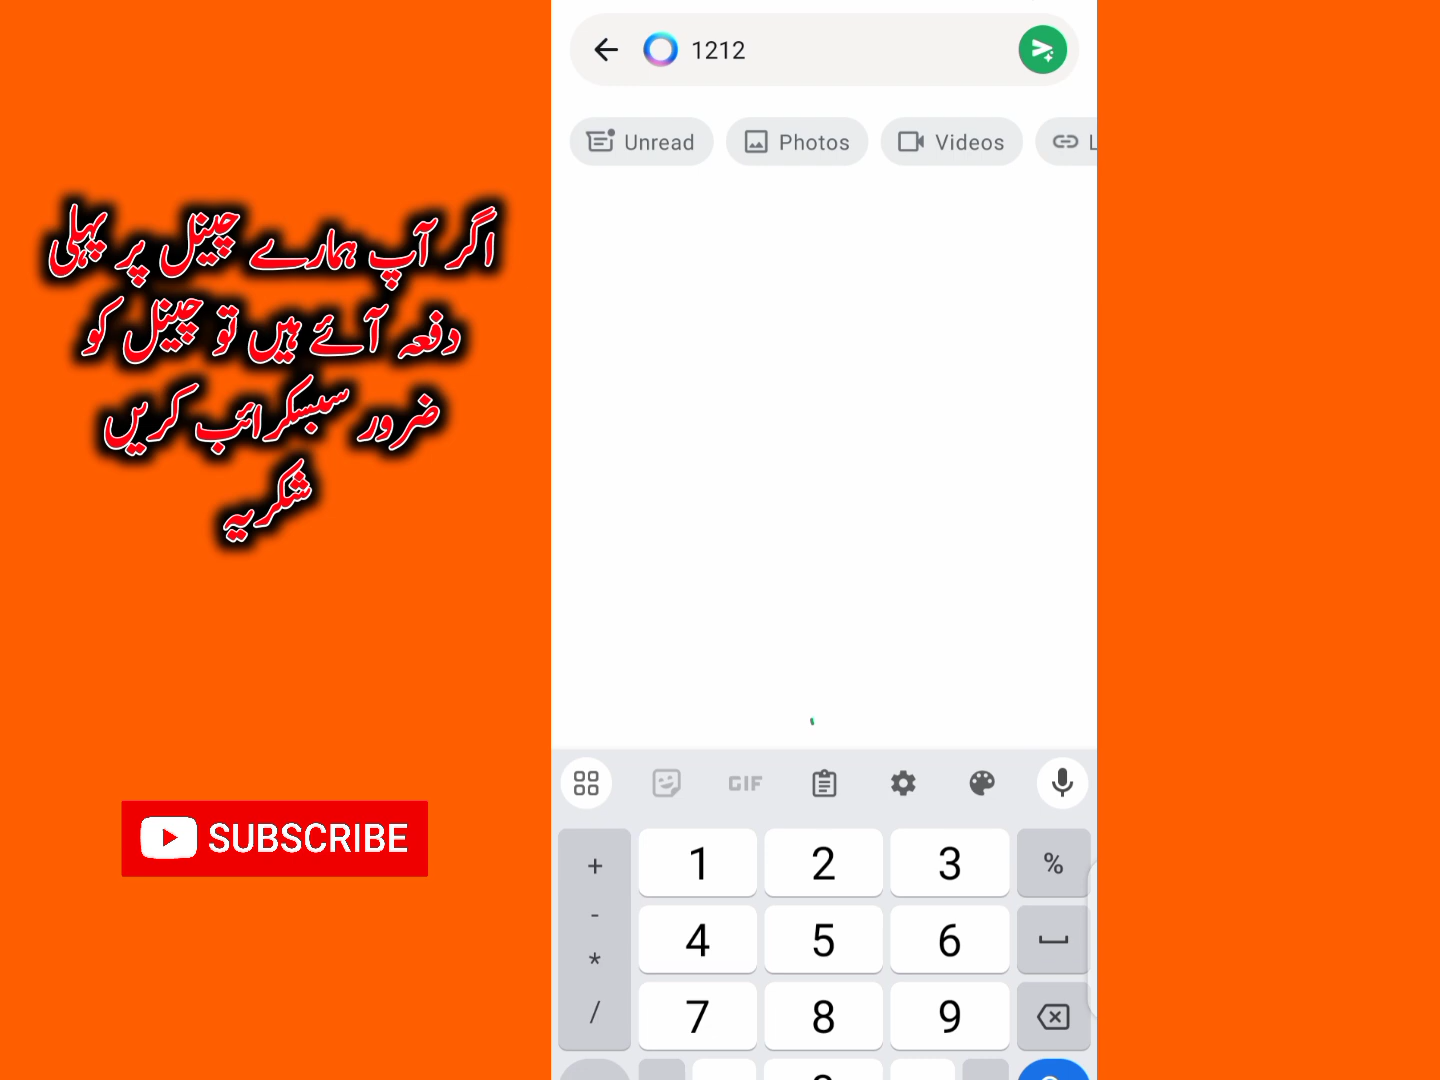 1212
Unread
Photos
Videos
L
اگر آپ ہمارے چینل پر پہلی
دفعہ آئے ہیں تو چینل کو
ضرور سبسکرائب کریں
شکریہ
SUBSCRIBE
GIF
+ 1 2 3 %
-
4 5 6
*
/ 7 8 9